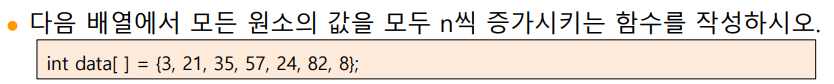 • 다음 배열에서 모든 원소의 값을 모두 n씩 증가시키는 함수를 작성하시오.
int data[ ] = {3, 21, 35, 57, 24, 82, 8};